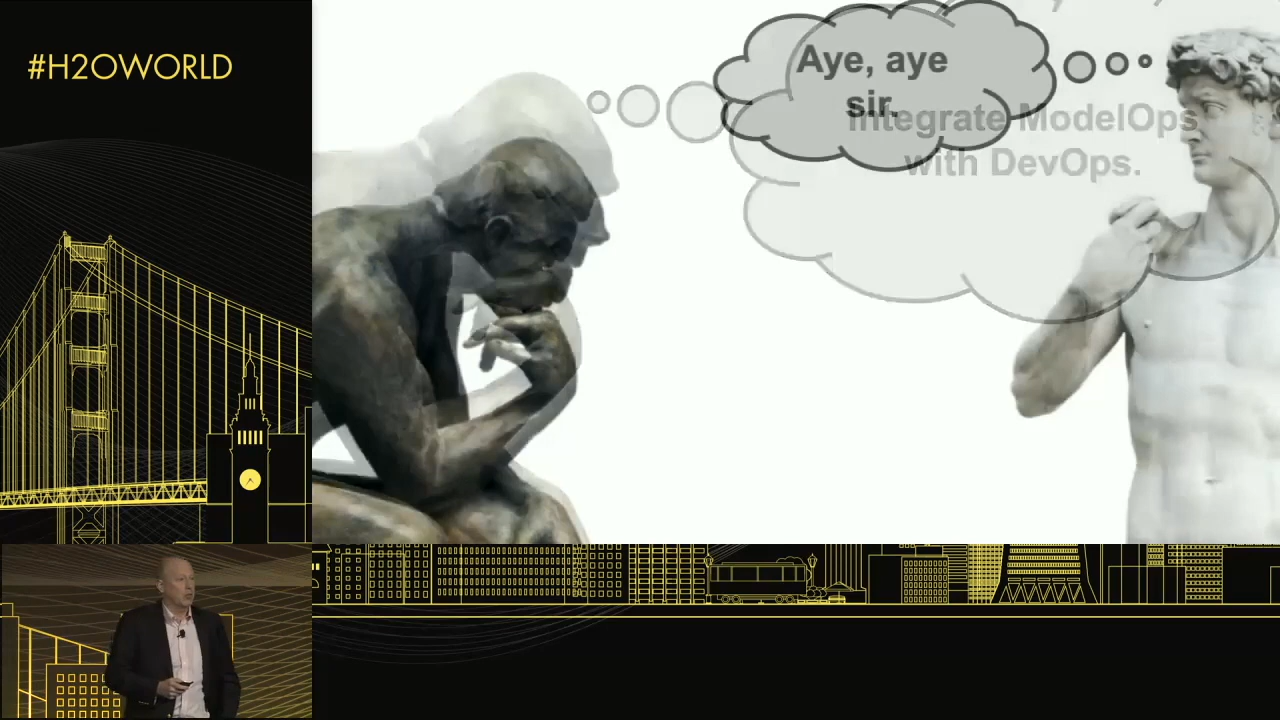 #H2OWORLD
Aye, aye
sir.
Integrate ModelOps
with DevOps.